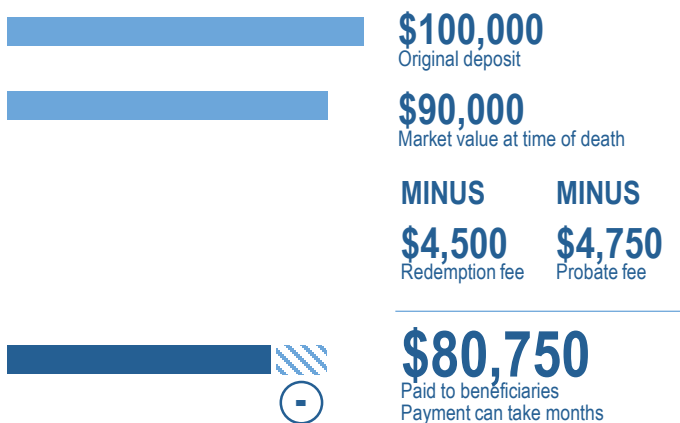 $100,000
Original deposit
$90,000
Market value at time of death
MINUS MINUS
$4,500 $4,750
Redemption fee Probate fee
$80,750
Paid to beneficiaries
Payment can take months
-